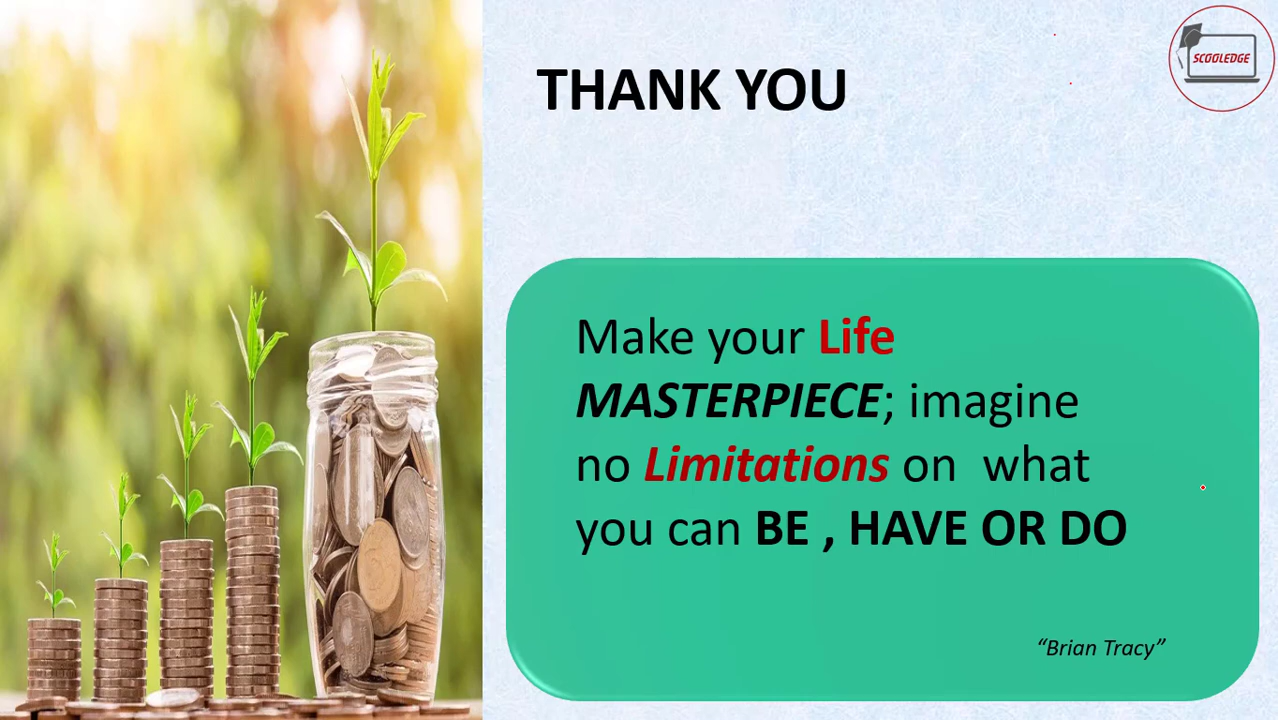 SCOOLEDGE
THANK YOU
Make your Life
MASTERPIECE; imagine
no Limitations on what
you can BE , HAVE OR DO
“Brian Tracy”